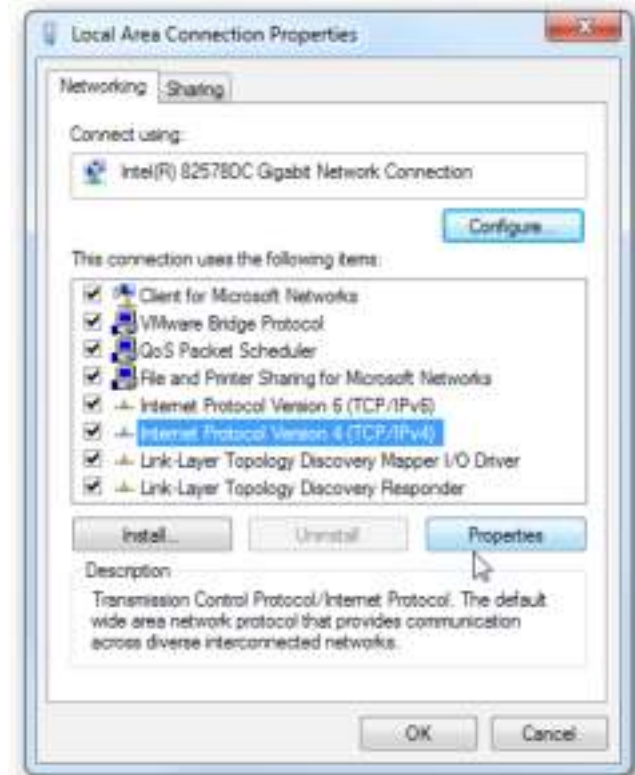 Local Area Connection Properties
Networking
Sharing
Connect using:
Intel(R) 82578DC Gigabit Network Connection
Configure...
This connection uses the following items:
Client for Microsoft Networks
VMware Bridge Protocol
QoS Packet Scheduler
File and Printer Sharing for Microsoft Networks
Internet Protocol Version 6 (TCP/IPv6)
Internet Protocol Version 4 (TCP/IPv4)
Link-Layer Topology Discovery Mapper I/O Driver
Link-Layer Topology Discovery Responder
Install...
Uninstall
Properties
Description
Transmission Control Protocol/Internet Protocol. The default
wide area network protocol that provides communication
across diverse interconnected networks.
OK
Cancel